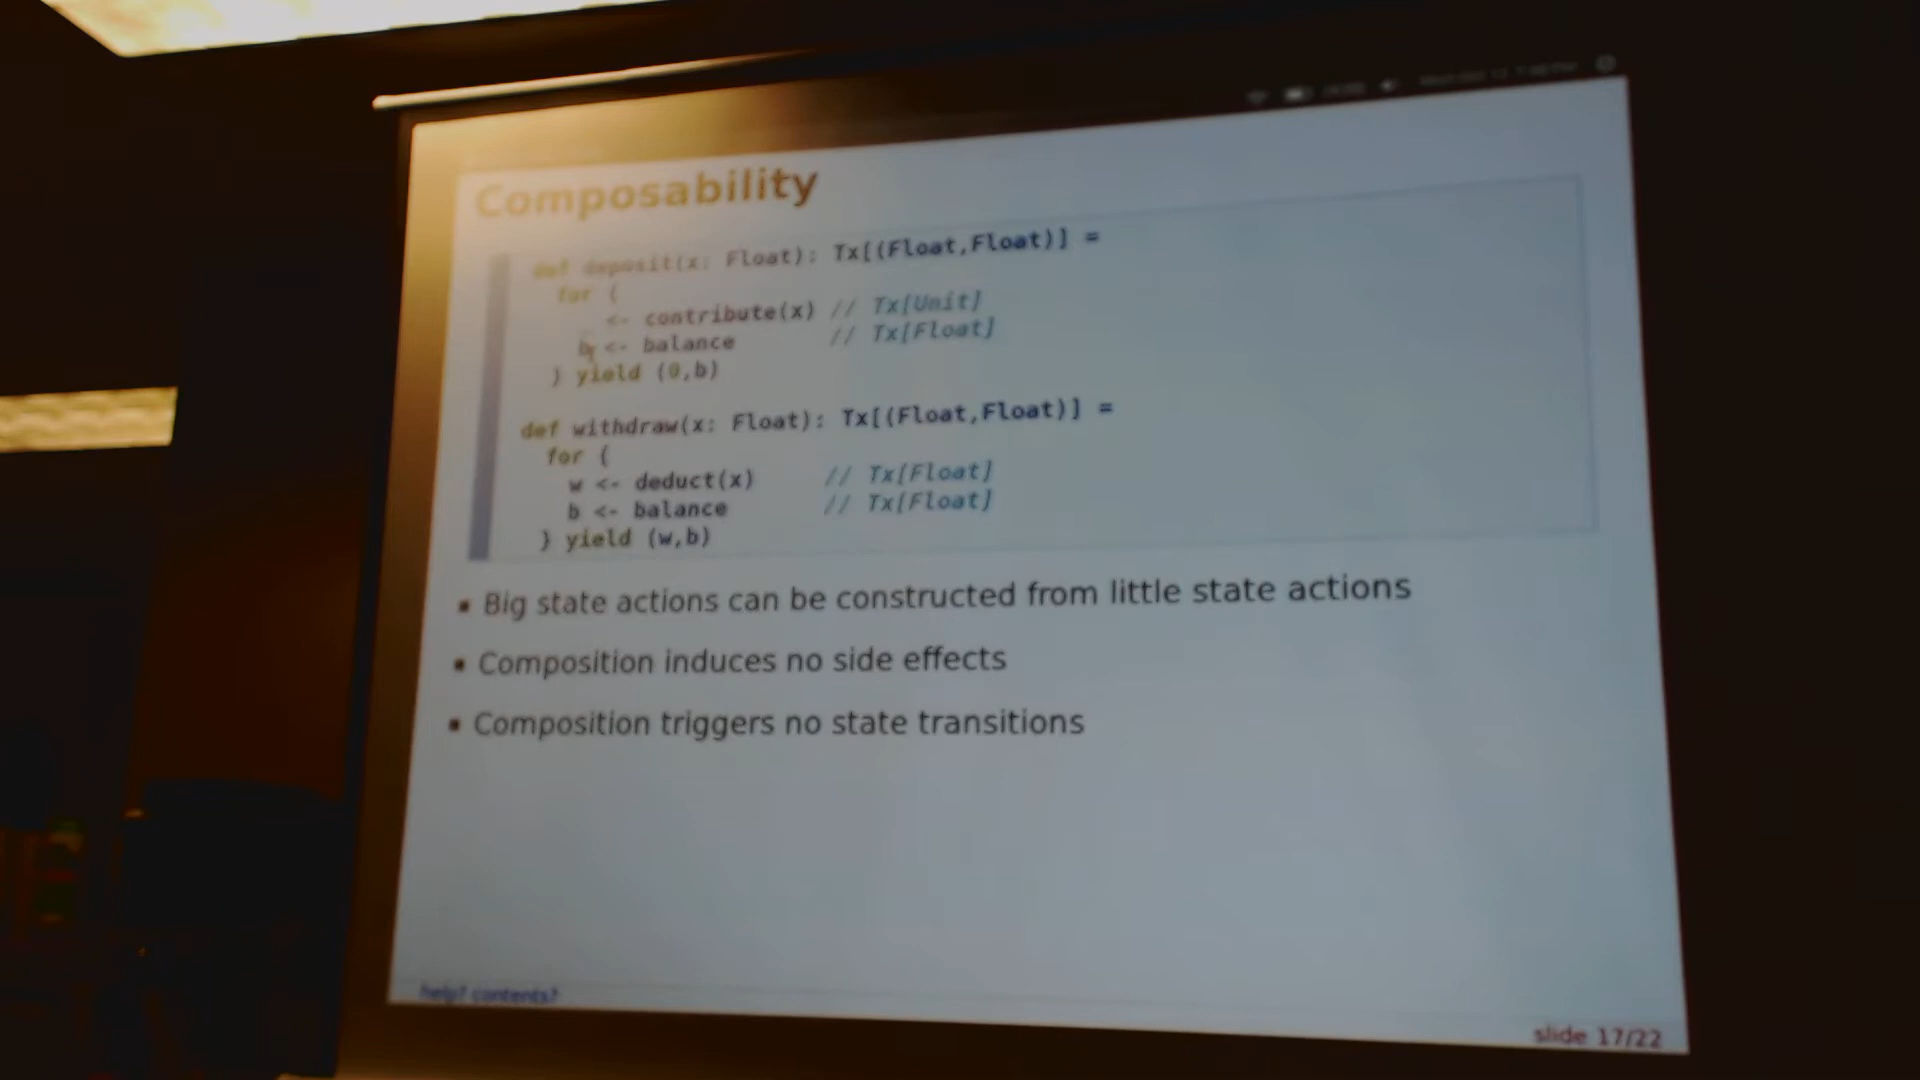 Composability
def deposit(x: Float): Tx[(Float,Float)] =
for {
<- contribute(x) // Tx[Unit]
b <- balance // Tx[Float]
} yield (0,b)
def withdraw(x: Float): Tx[(Float,Float)] =
for {
w <- deduct(x) // Tx[Float]
b <- balance // Tx[Float]
} yield (w,b)
▪ Big state actions can be constructed from little state actions
▪ Composition induces no side effects
▪ Composition triggers no state transitions
help? contents?
slide 17/22